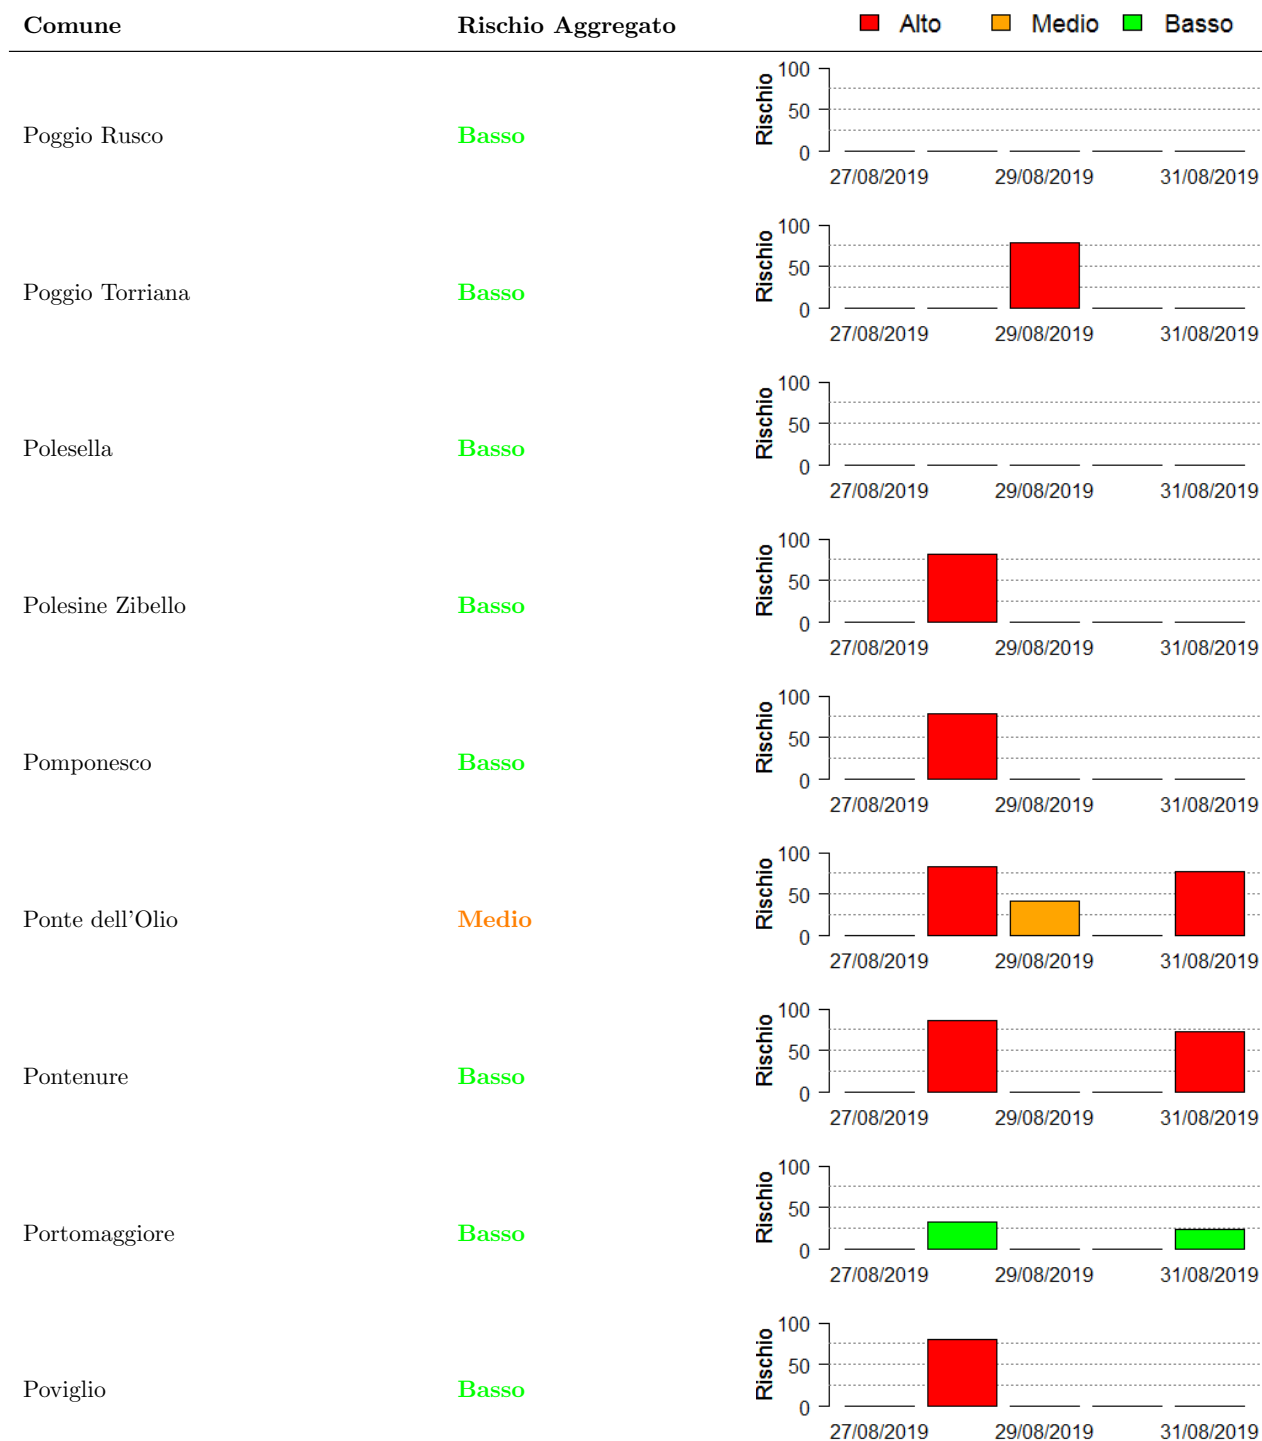 Comune Rischio Aggregato Alto Medio Basso
Poggio Rusco Basso Rischio 100 50 0
27/08/2019 29/08/2019 31/08/2019
Poggio Torriana Basso Rischio 100 50 0
27/08/2019 29/08/2019 31/08/2019
Polesella Basso Rischio 100 50 0
27/08/2019 29/08/2019 31/08/2019
Polesine Zibello Basso Rischio 100 50 0
27/08/2019 29/08/2019 31/08/2019
Pomponesco Basso Rischio 100 50 0
27/08/2019 29/08/2019 31/08/2019
Ponte dell'Olio Medio Rischio 100 50 0
27/08/2019 29/08/2019 31/08/2019
Pontenure Basso Rischio 100 50 0
27/08/2019 29/08/2019 31/08/2019
Portomaggiore Basso Rischio 100 50 0
27/08/2019 29/08/2019 31/08/2019
Poviglio Basso Rischio 100 50 0
27/08/2019 29/08/2019 31/08/2019